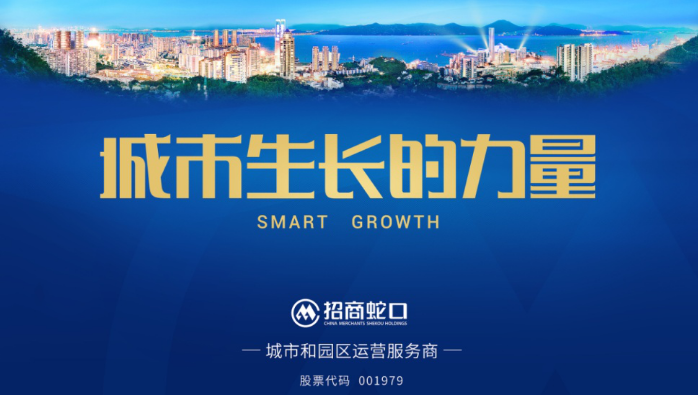 城市生长的力量
SMART GROWTH
招商蛇口
CHINA MERCHANTS SHEKOU HOLDINGS
城市和园区运营服务商
股票代码 001979